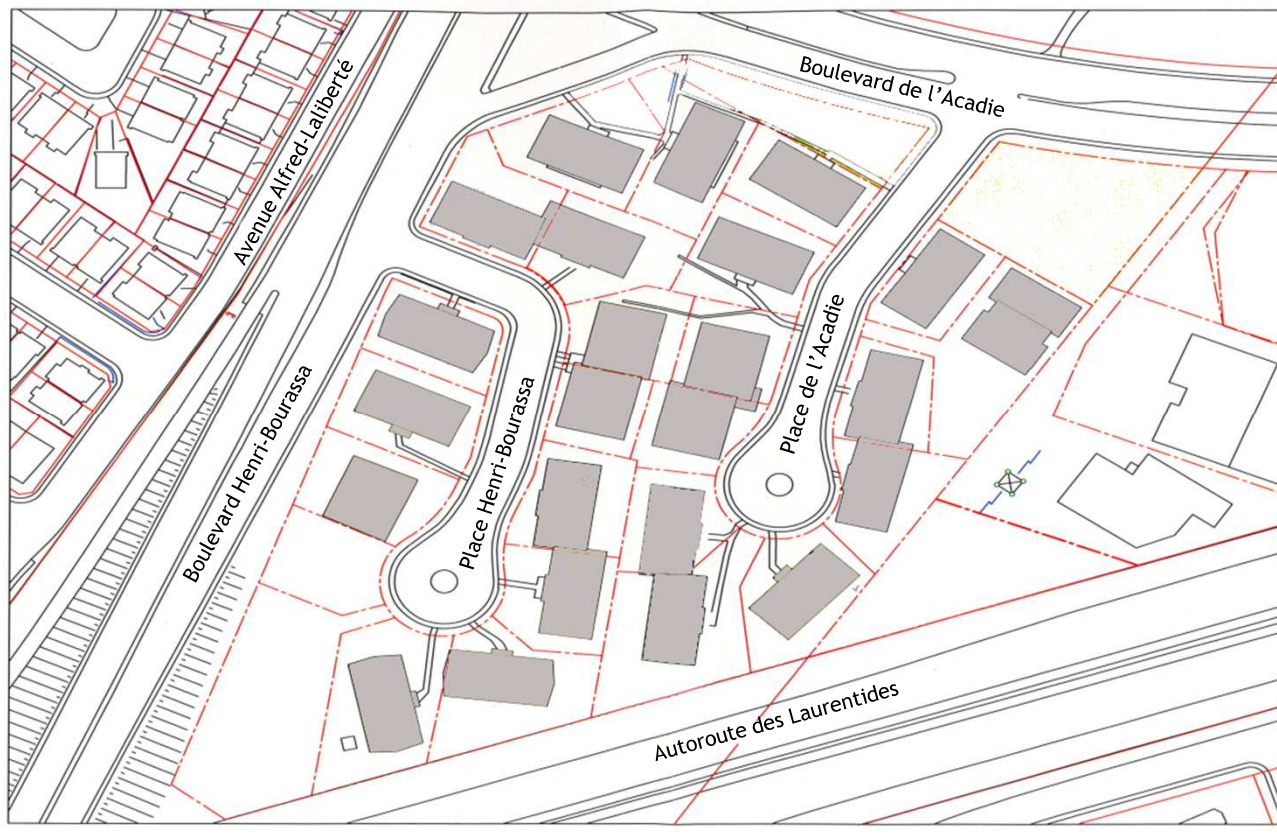 Boulevard de l'Acadie
Avenue Alfred-Laliberté
Place de l'Acadie
Boulevard Henri-Bourassa
Place Henri-Bourassa
Autoroute des Laurentides